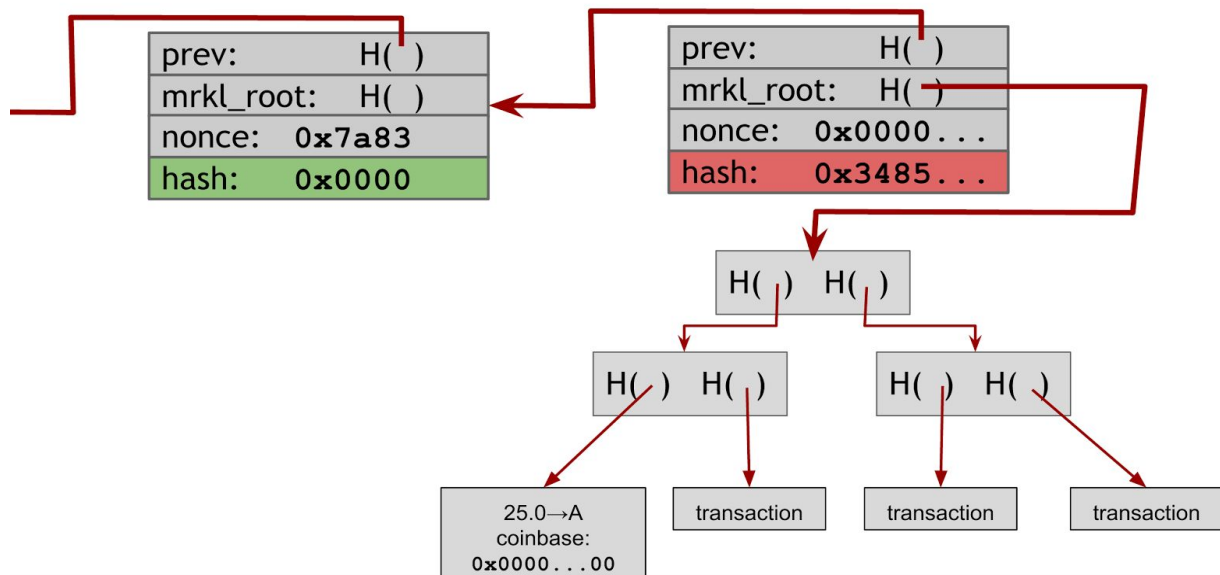 prev: H( )
mrkl_root: H( )
nonce: 0x7a83
hash: 0x0000
prev: H( )
mrkl_root: H( )
nonce: 0x0000...
hash: 0x3485...
H( ) H( )
H( ) H( )
H( ) H( )
25.0→A
coinbase:
0x0000...00
transaction
transaction
transaction